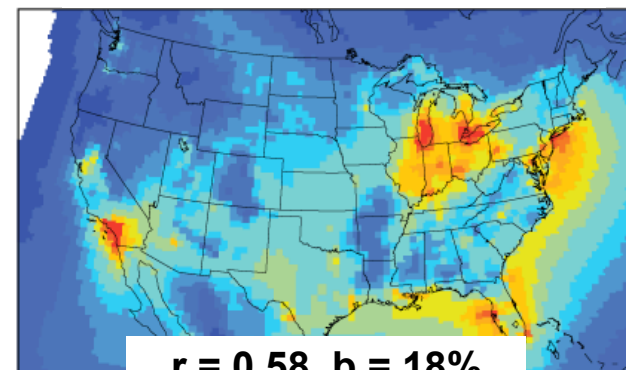 r = 0.58, b = 18%